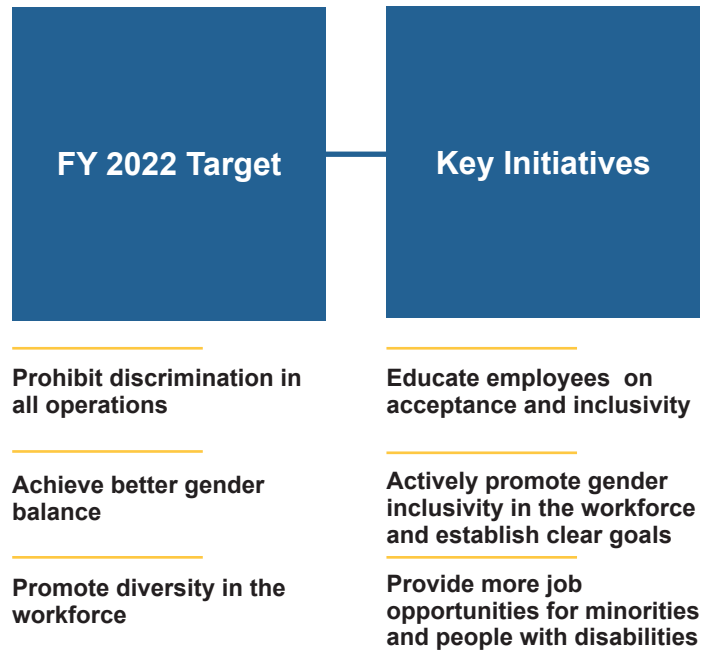 FY 2022 Target
Key Initiatives
Prohibit discrimination in
all operations
Educate employees  on
acceptance and inclusivity
Achieve better gender
balance
Actively promote gender
inclusivity in the workforce
and establish clear goals
Promote diversity in the
workforce
Provide more job
opportunities for minorities
and people with disabilities